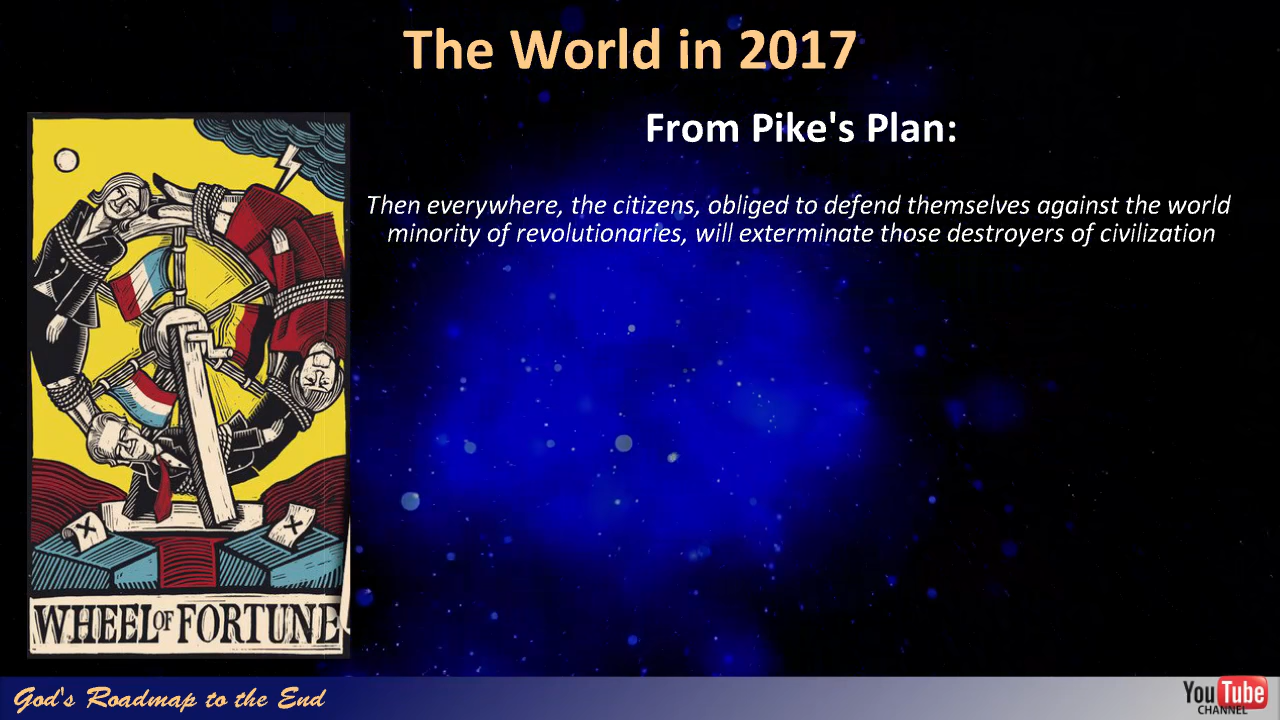 The World in 2017
From Pike's Plan:
Then everywhere, the citizens, obliged to defend themselves against the world
minority of revolutionaries, will exterminate those destroyers of civilization
X X
WHEEL OF FORTUNE
God's Roadmap to the End
YouTube
CHANNEL